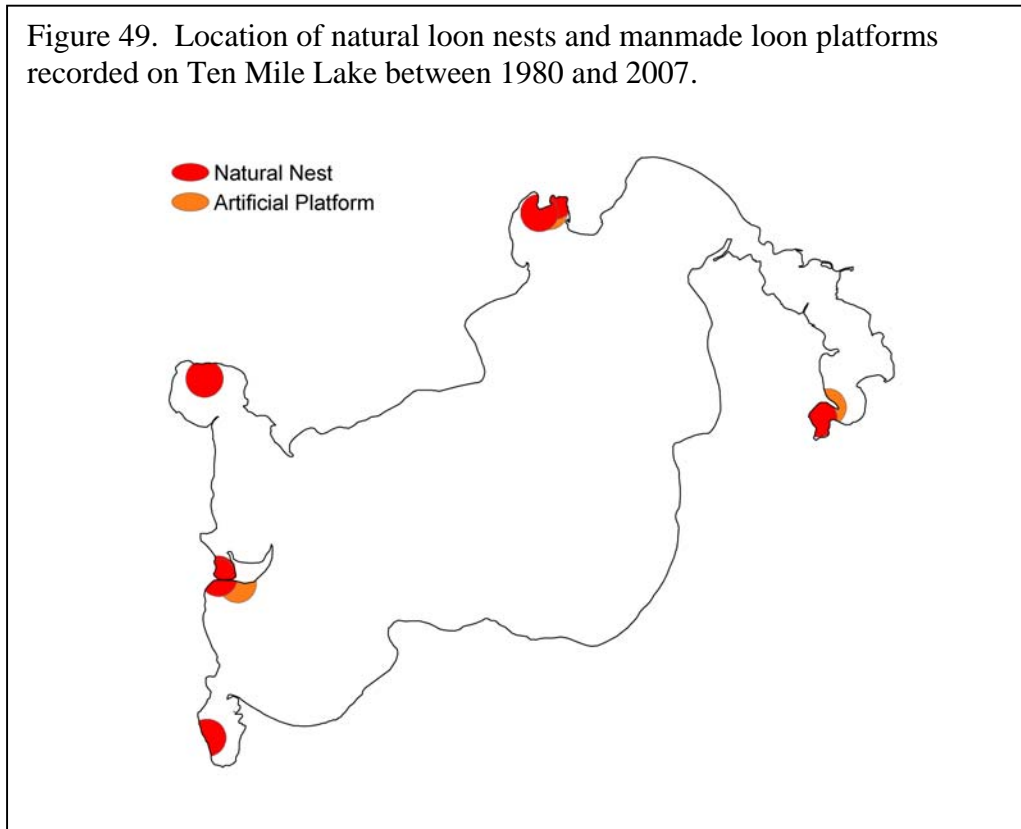 Figure 49.  Location of natural loon nests and manmade loon platforms
recorded on Ten Mile Lake between 1980 and 2007.
Natural Nest
Artificial Platform